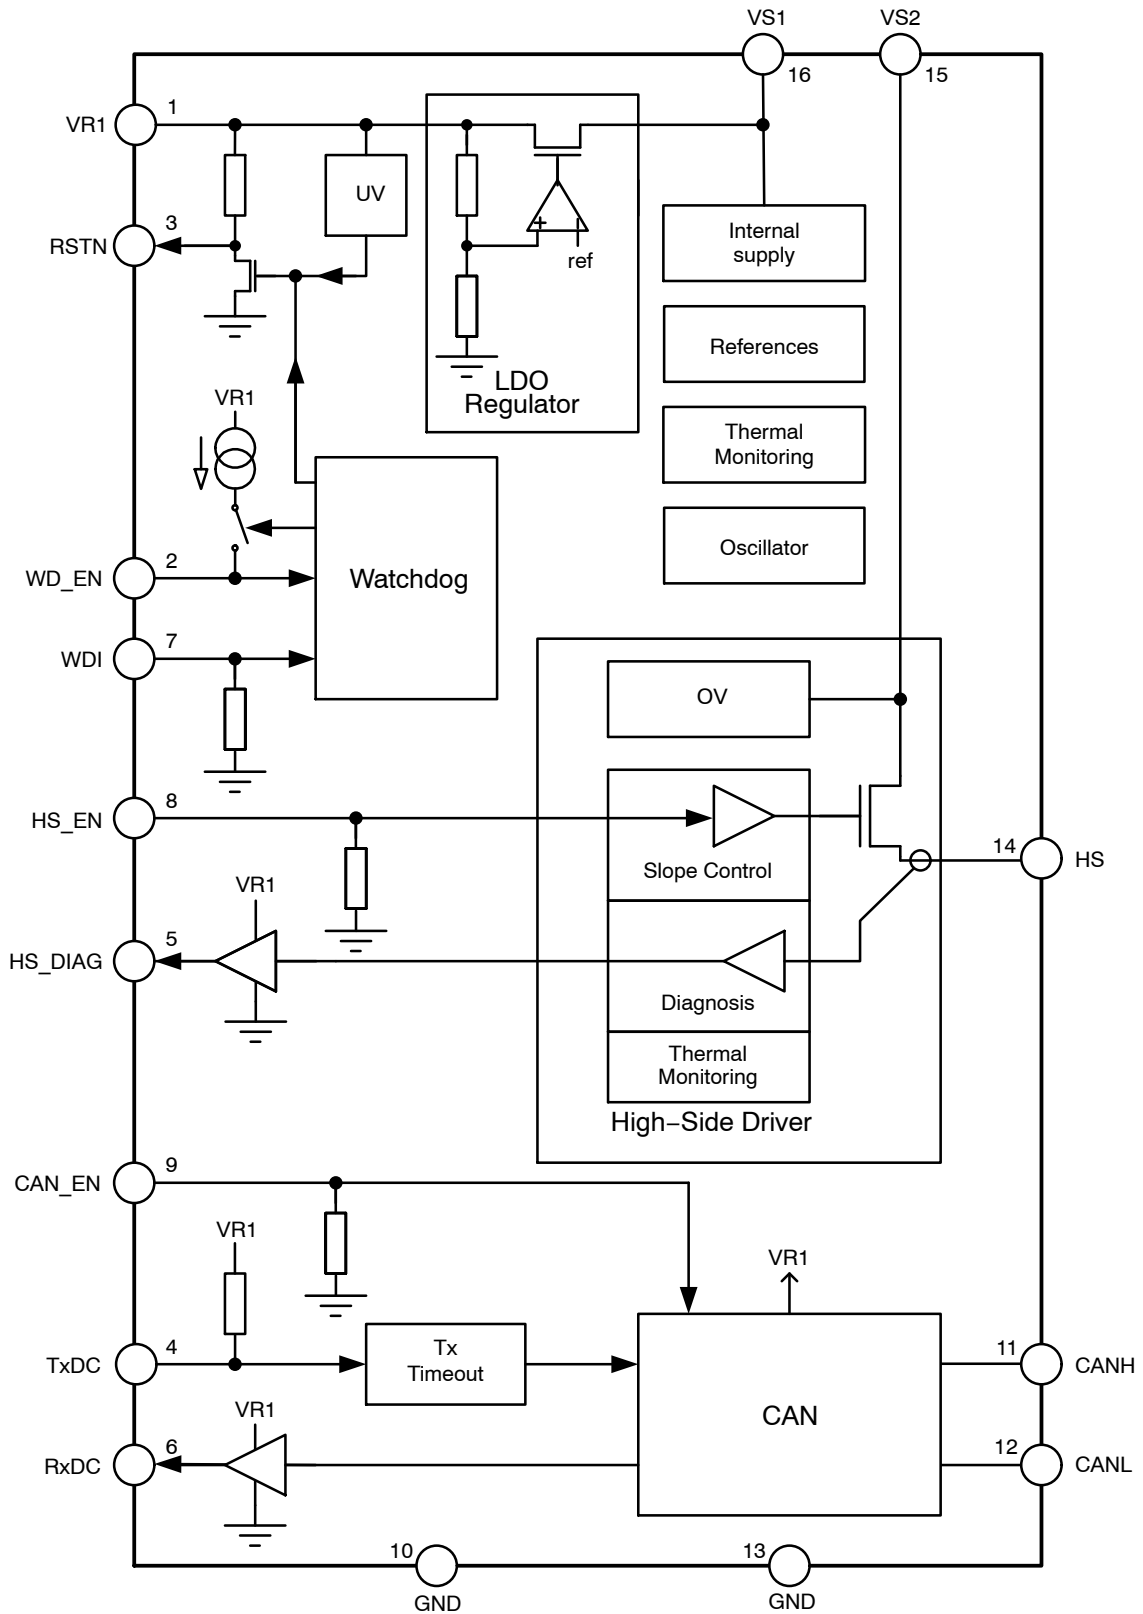 VS1
VS2
16
15
VR1
1
UV
RSTN
3
+
ref
Internal
supply
References
LDO
Regulator
VR1
Thermal
Monitoring
Oscillator
WD_EN
2
Watchdog
WDI
7
OV
HS_EN
8
Slope Control
14
HS
VR1
HS_DIAG
5
Diagnosis
Thermal
Monitoring
High−Side Driver
CAN_EN
9
VR1
VR1
TxDC
4
Tx
Timeout
11
CANH
CAN
VR1
RxDC
6
12
CANL
10
GND
13
GND